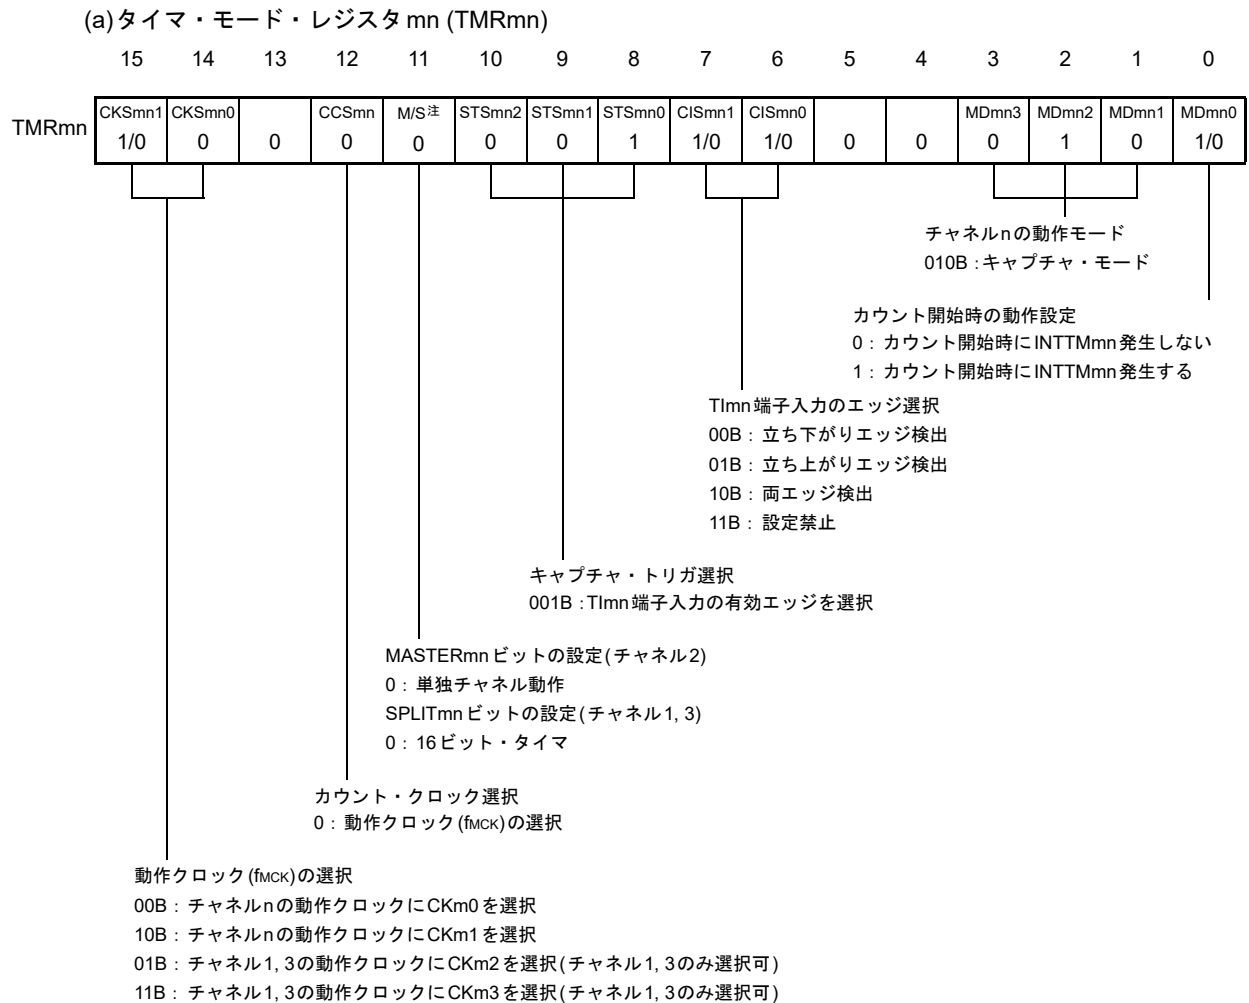 (a)タイマ・モード・レジスタmn (TMRmn)
15 14 13 12 11 10 9 8 7 6 5 4 3 2 1 0
TMRmn
CKSmn1 CKSmn0 CCSmn M/S注 STSmn2 STSmn1 STSmn0 CISmn1 CISmn0 MDmn3 MDmn2 MDmn1 MDmn0
1/0 0 0 0 0 0 0 1 1/0 1/0 0 0 0 1 0 1/0
チャネルnの動作モード
010B：キャプチャ・モード
カウント開始時の動作設定
0：カウント開始時にINTTMmn発生しない
1：カウント開始時にINTTMmn発生する
TImn端子入力のエッジ選択
00B：立ち下がりエッジ検出
01B：立ち上がりエッジ検出
10B：両エッジ検出
11B：設定禁止
キャプチャ・トリガ選択
001B：TImn端子入力の有効エッジを選択
MASTERmnビットの設定(チャネル2)
0：単独チャネル動作
SPLITmnビットの設定(チャネル1, 3)
0：16ビット・タイマ
カウント・クロック選択
0：動作クロック(fMCK)の選択
動作クロック(fMCK)の選択
00B：チャネルnの動作クロックにCKm0を選択
10B：チャネルnの動作クロックにCKm1を選択
01B：チャネル1, 3の動作クロックにCKm2を選択(チャネル1, 3のみ選択可)
11B：チャネル1, 3の動作クロックにCKm3を選択(チャネル1, 3のみ選択可)